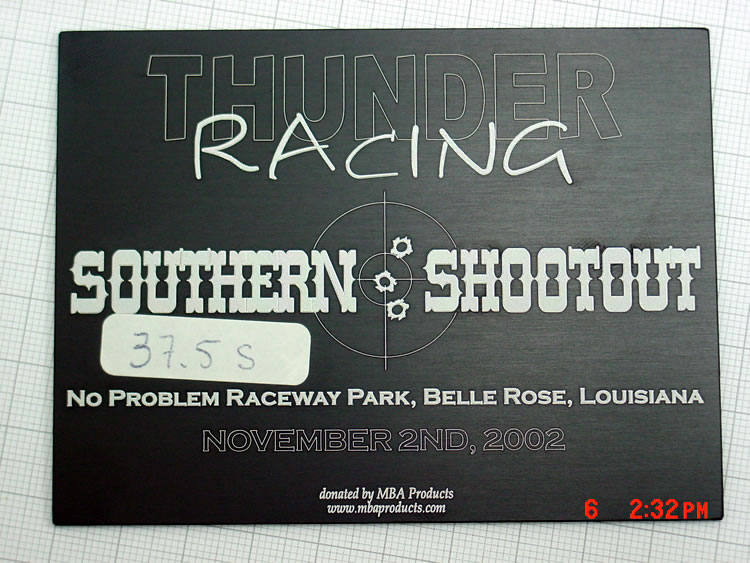 THUNDER
RACING
SOUTHERN SHOOTOUT
37.5 S
NO PROBLEM RACEWAY PARK, BELLE ROSE, LOUISIANA
NOVEMBER 2ND, 2002
donated by MBA Products
www.mbaproducts.com
6 2:32PM